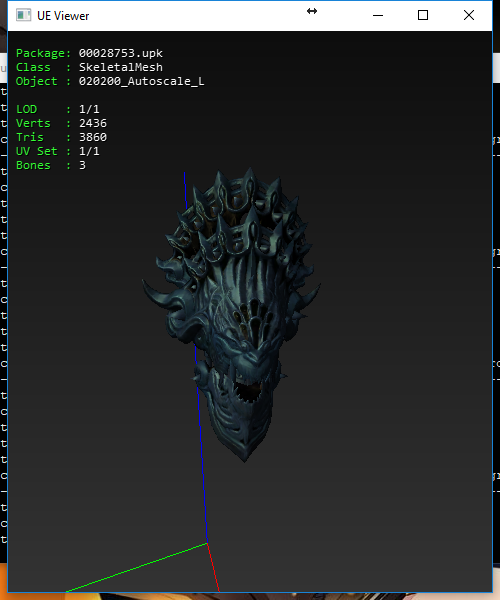 UE Viewer
Package: 00028753.upk
Class : SkeletalMesh
Object : 020200_Autoscale_L
LOD : 1/1
Verts : 2436
Tris : 3860
UV Set : 1/1
Bones : 3